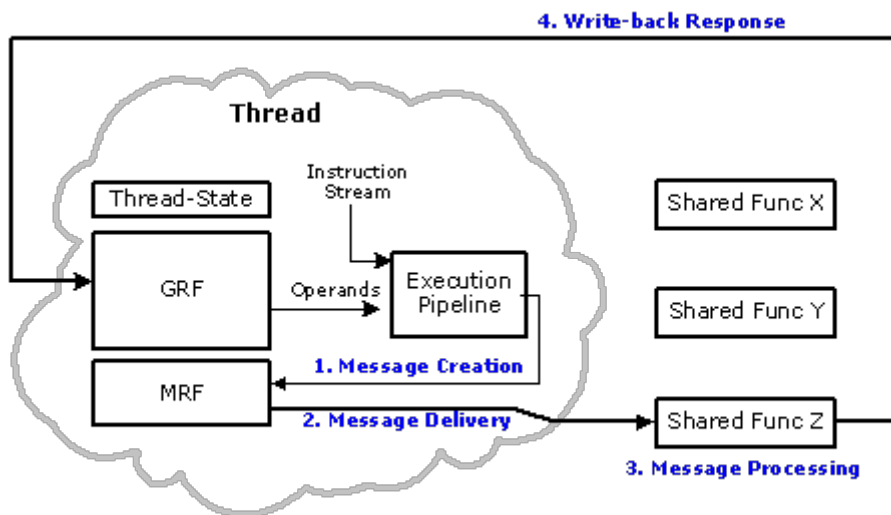 4. Write-back Response
Thread
Instruction
Stream
Thread-State
Shared Func X
GRF
Operands
Execution
Pipeline
Shared Func Y
1. Message Creation
MRF
2. Message Delivery
Shared Func Z
3. Message Processing